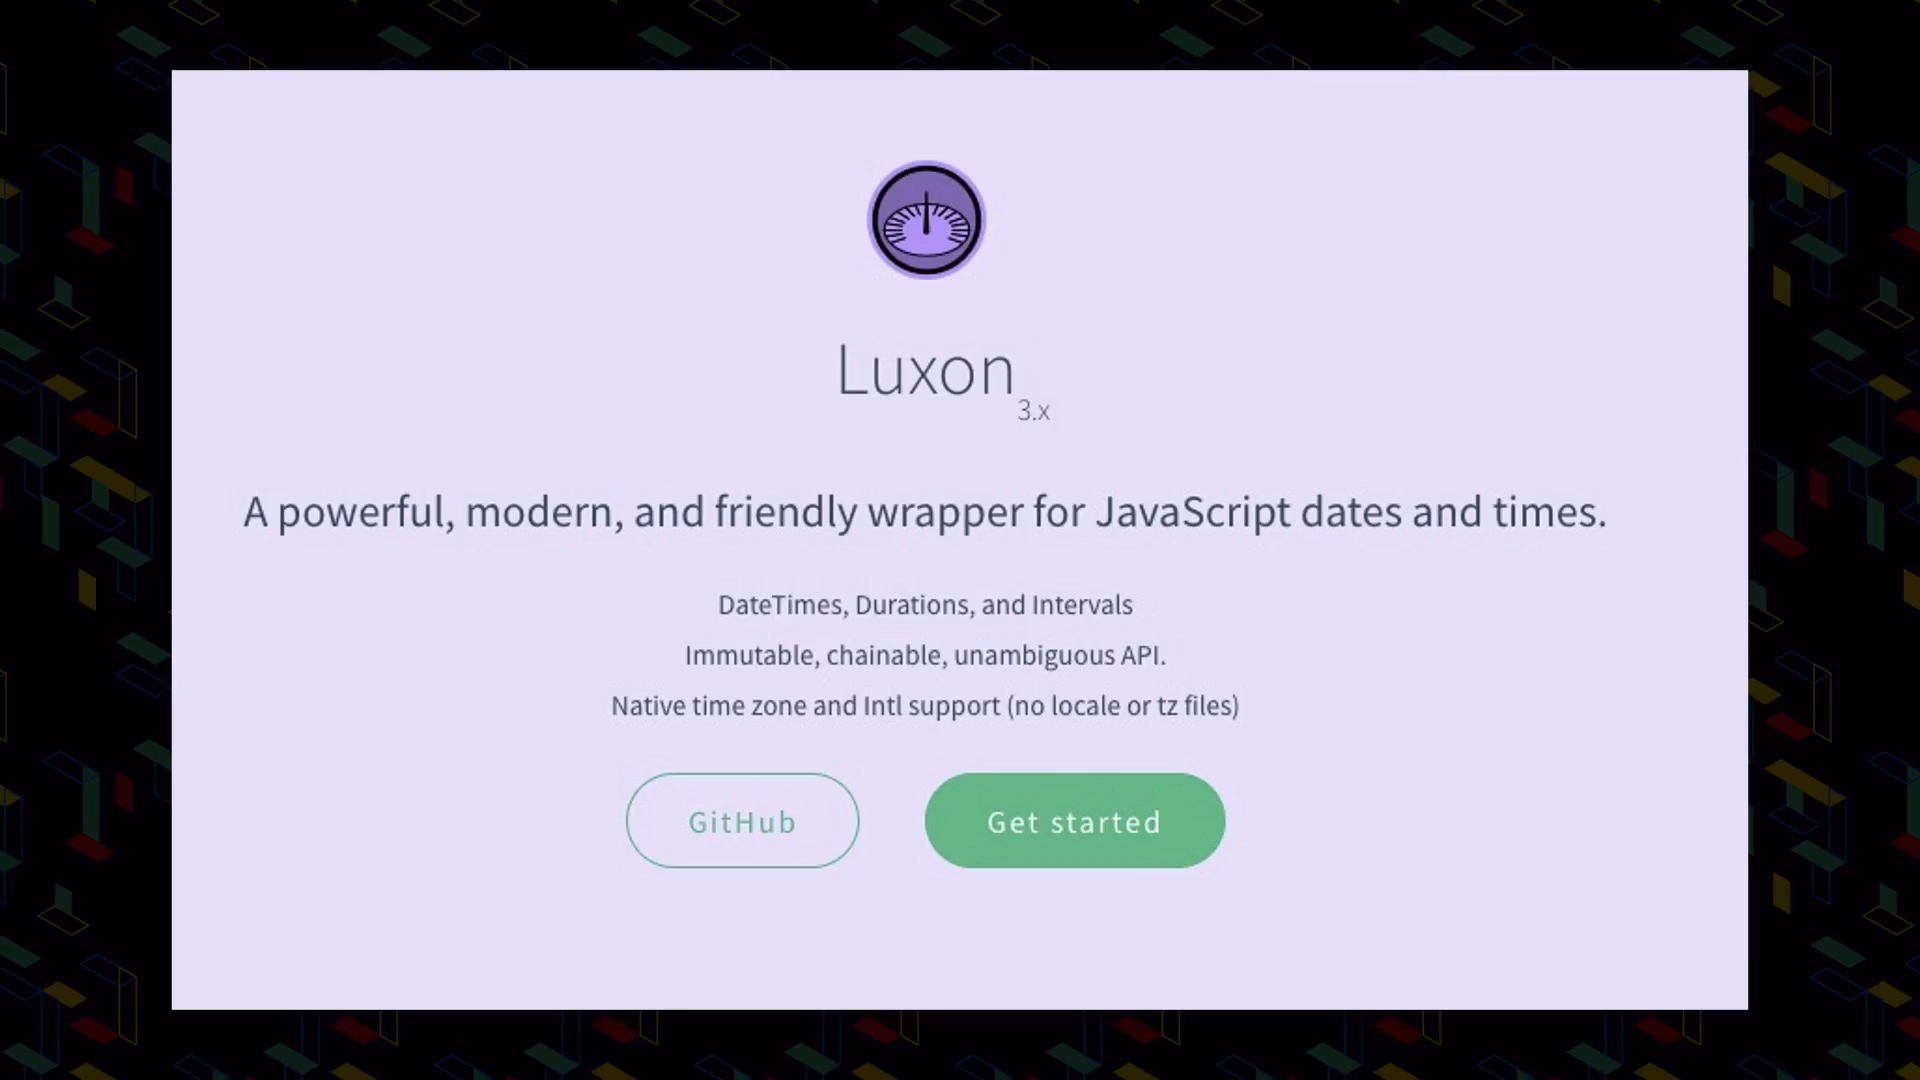 Luxon
3.x
A powerful, modern, and friendly wrapper for JavaScript dates and times.
DateTimes, Durations, and Intervals
Immutable, chainable, unambiguous API.
Native time zone and Intl support (no locale or tz files)
GitHub
Get started